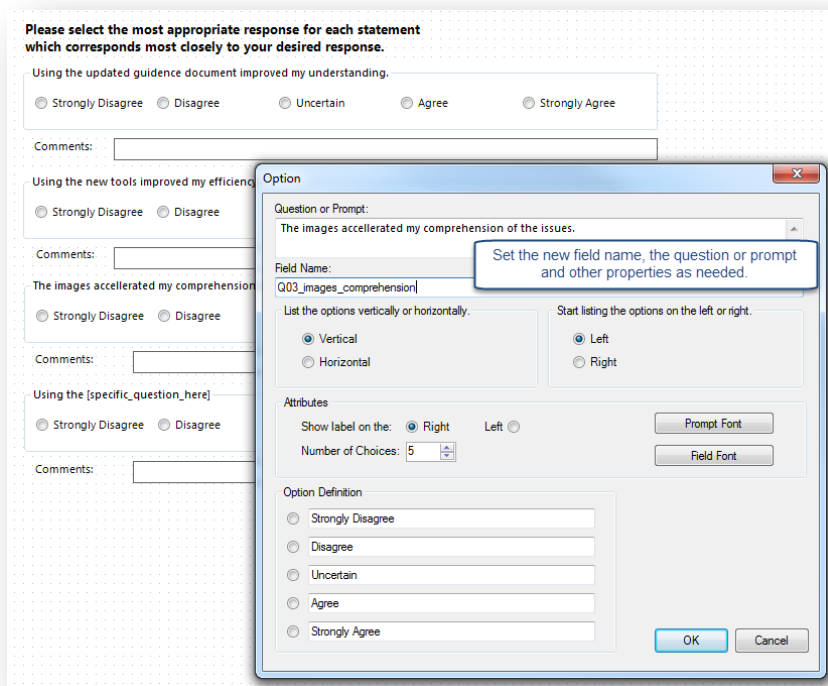 Please select the most appropriate response for each statement
which corresponds most closely to your desired response.
Using the updated guidance document improved my understanding.
Strongly Disagree Disagree Uncertain Agree Strongly Agree
Comments:
Using the new tools improved my efficiency
Strongly Disagree Disagree
Comments:
The images accellerated my comprehension
Strongly Disagree Disagree
Comments:
Using the [specific_question_here]
Strongly Disagree Disagree
Comments:
Option
Question or Prompt:
The images accellerated my comprehension of the issues.
Set the new field name, the question or prompt
and other properties as needed.
Field Name:
Q03_images_comprehension
List the options vertically or horizontally.
Vertical
Horizontal
Start listing the options on the left or right.
Left
Right
Attributes
Show label on the: Right Left
Number of Choices: 5
Prompt Font
Field Font
Option Definition
Strongly Disagree
Disagree
Uncertain
Agree
Strongly Agree
OK Cancel